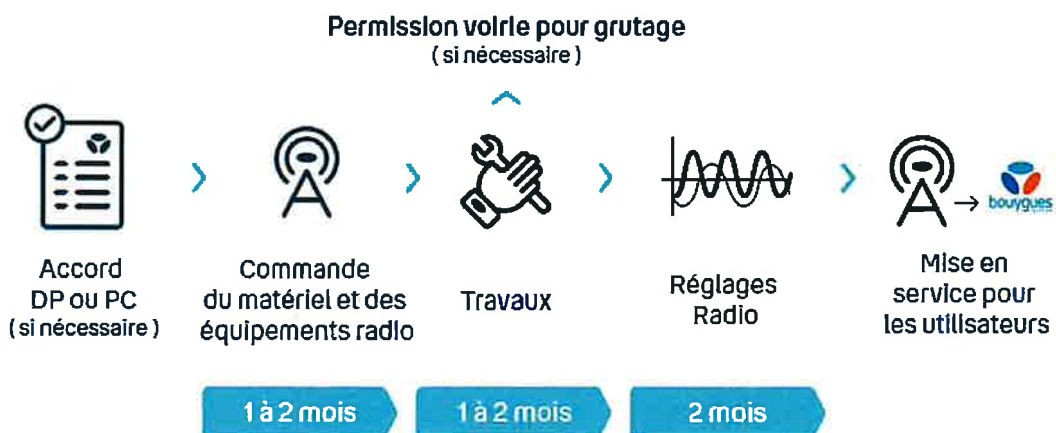 Permission voirie pour grutage
( si nécessaire )
Accord
DP ou PC
( si nécessaire )
Commande
du matériel et des
équipements radio
Travaux
Réglages
Radio
bouygues
Mise en
service pour
les utilisateurs
1 à 2 mois
1 à 2 mois
2 mois